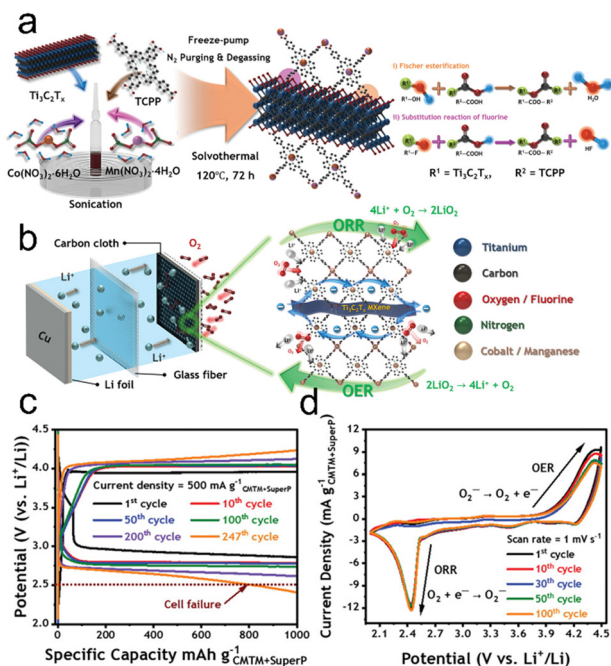 a
Freeze-pump
N₂ Purging & Degassing
Ti₃C₂Tₓ
TCPP
Co(NO₃)₂·6H₂O
Mn(NO₃)₂·4H₂O
Sonication
Solvothermal
120℃, 72 h
i) Fischer esterification
R¹-OH
R²-COOH
R¹-COO-R²
H₂O
ii) Substitution reaction of fluorine
R¹-F
R²-COOH
R¹-COO-R²
HF
R¹ = Ti₃C₂Tₓ, R² = TCPP
b
Carbon cloth
O₂
Li⁺
Li⁺
Cu
Li foil
Glass fiber
ORR
4Li⁺ + O₂ → 2LiO₂
Ti₃C₂Tₓ MXene
OER
2LiO₂ → 4Li⁺ + O₂
Titanium
Carbon
Oxygen / Fluorine
Nitrogen
Cobalt / Manganese
c
Potential (V (vs. Li⁺/Li))
4.5
4.0
3.5
3.0
2.5
2.0
Current density = 500 mA g⁻¹CMTM+SuperP
1st cycle
10th cycle
50th cycle
100th cycle
200th cycle
247th cycle
Cell failure
0 200 400 600 800 1000
Specific Capacity mAh g⁻¹CMTM+SuperP
d
Current Density (mA g⁻¹CMTM+SuperP)
12
9
6
3
0
-3
-6
-9
-12
OER
O₂⁻ → O₂ + e⁻
ORR
O₂ + e⁻ → O₂⁻
Scan rate = 1 mV s⁻¹
1st cycle
10th cycle
30th cycle
50th cycle
100th cycle
2.1 2.4 2.7 3.0 3.3 3.6 3.9 4.2 4.5
Potential (V vs. Li⁺/Li)